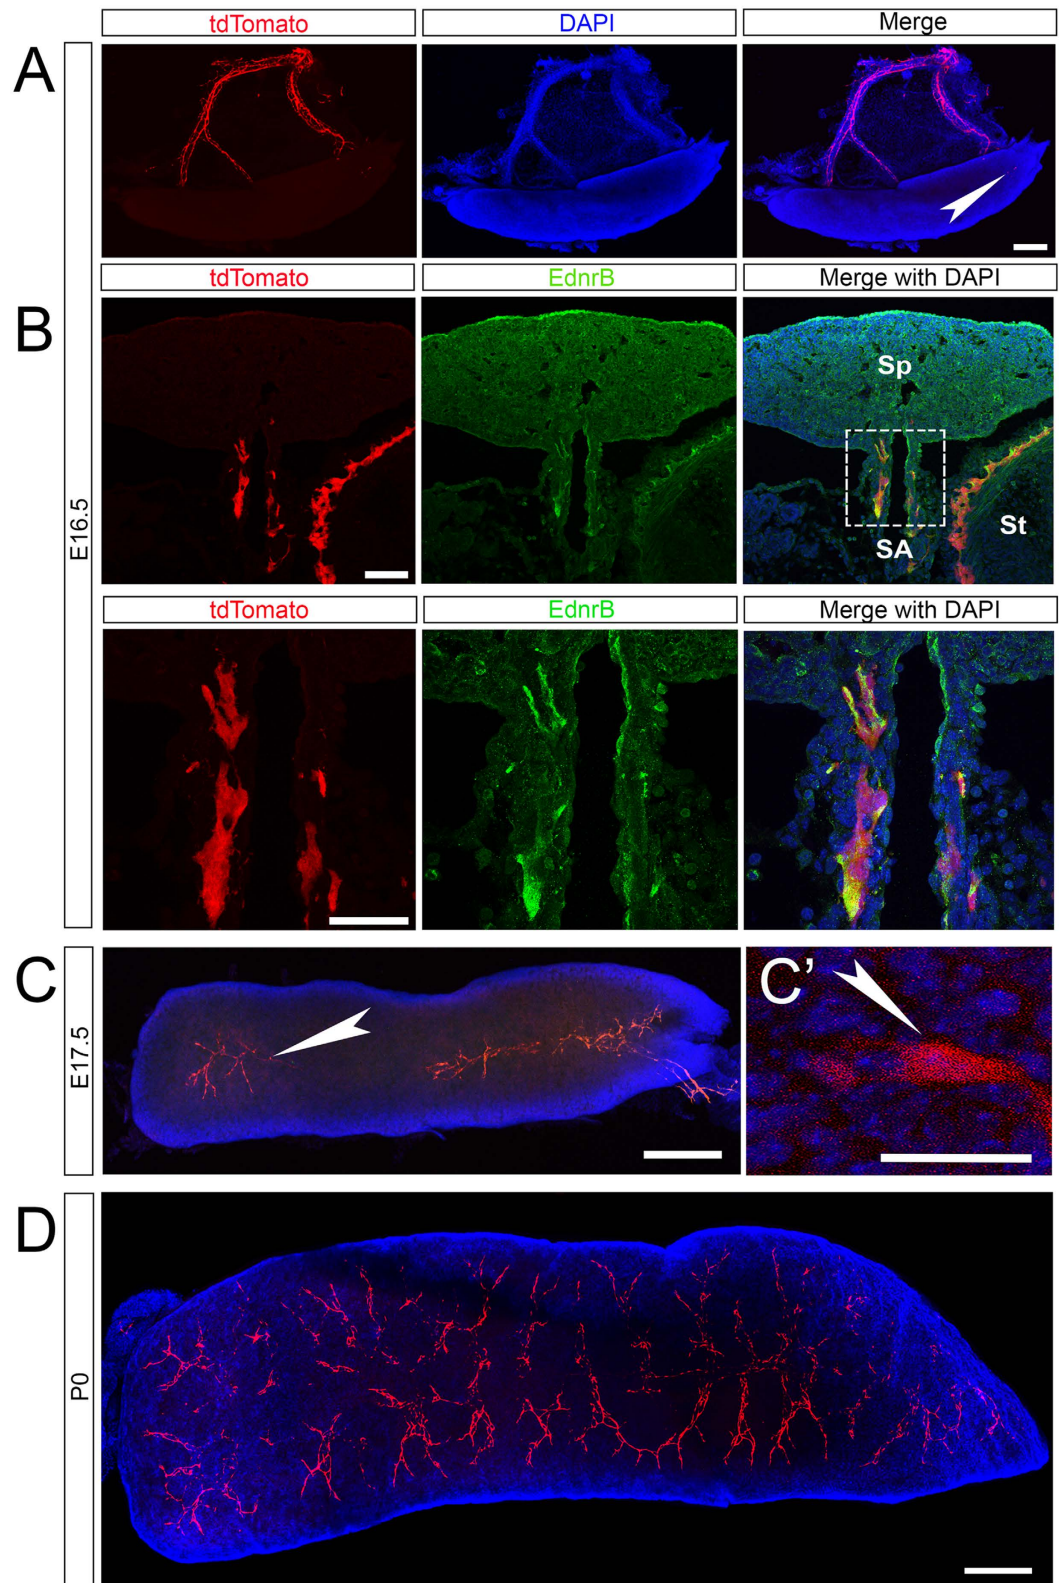 tdTomato DAPI Merge
A
tdTomato EdnrB Merge with DAPI
B
Sp
SA
St
E16.5
tdTomato EdnrB Merge with DAPI
C
C’
E17.5
D
P0